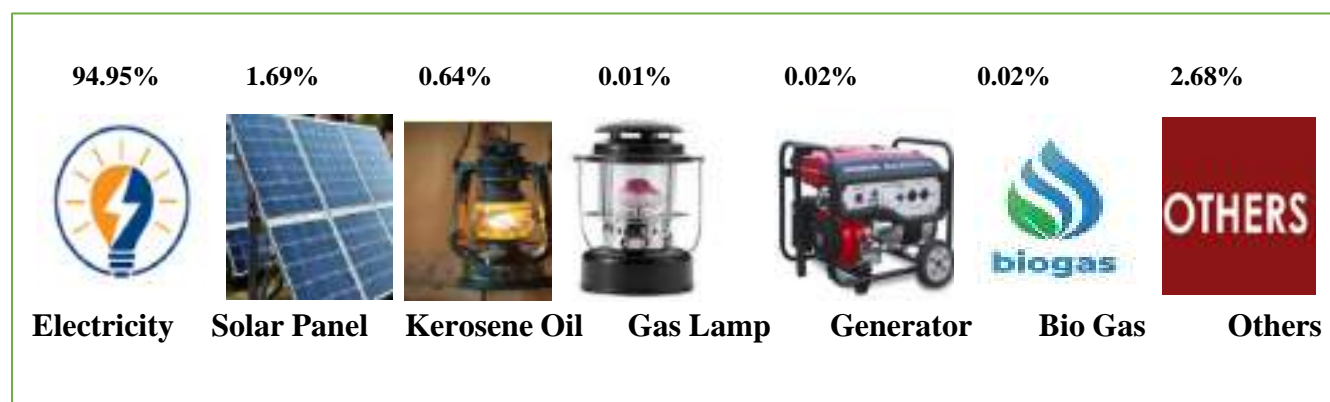 94.95% 1.69% 0.64% 0.01% 0.02% 0.02% 2.68%
OTHERS
biogas
Electricity Solar Panel Kerosene Oil Gas Lamp Generator Bio Gas Others